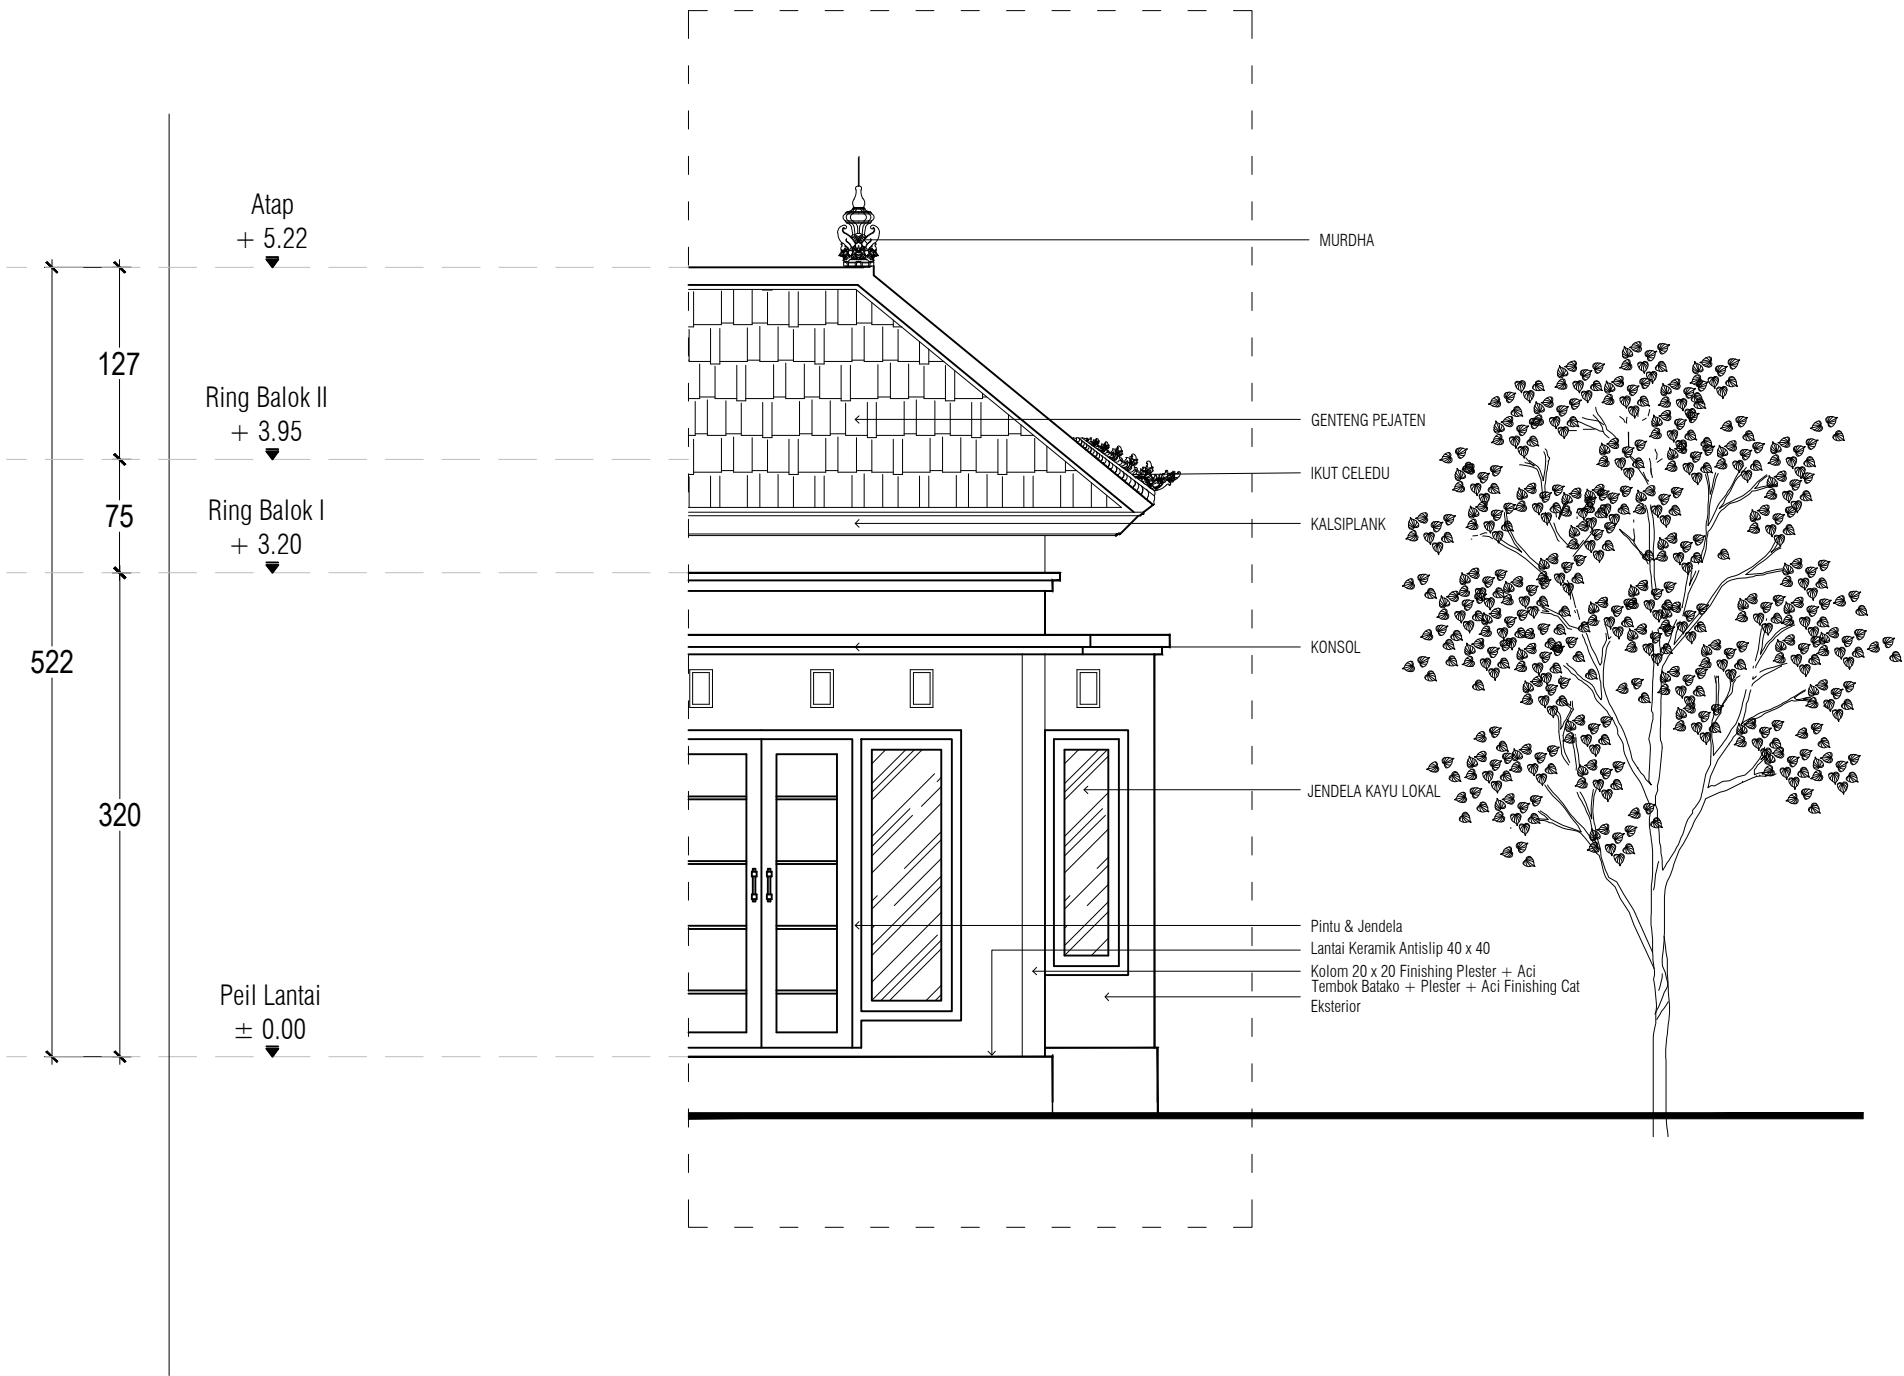 Atap
+ 5.22
127
Ring Balok II
+ 3.95
75
Ring Balok I
+ 3.20
522
320
Peil Lantai
± 0.00
MURDHA
GENTENG PEJATEN
IKUT CELEDU
KALSIPLANK
KONSOL
JENDELA KAYU LOKAL
Pintu & Jendela
Lantai Keramik Antislip 40 x 40
Kolom 20 x 20 Finishing Plester + Aci
Tembok Batako + Plester + Aci Finishing Cat
Eksterior